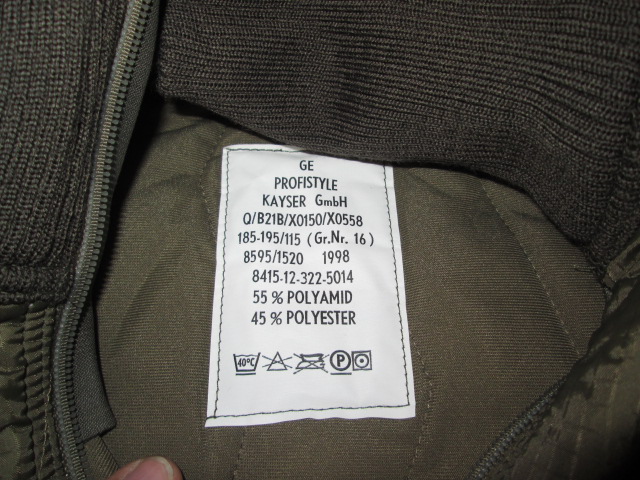 GE
PROFISTYLE
KAYSER GmbH
Q/B21B/X0150/X0558
185-195/115 (Gr.Nr. 16)
8595/1520 1998
8415-12-322-5014
55 % POLYAMID
45 % POLYESTER
40°C P